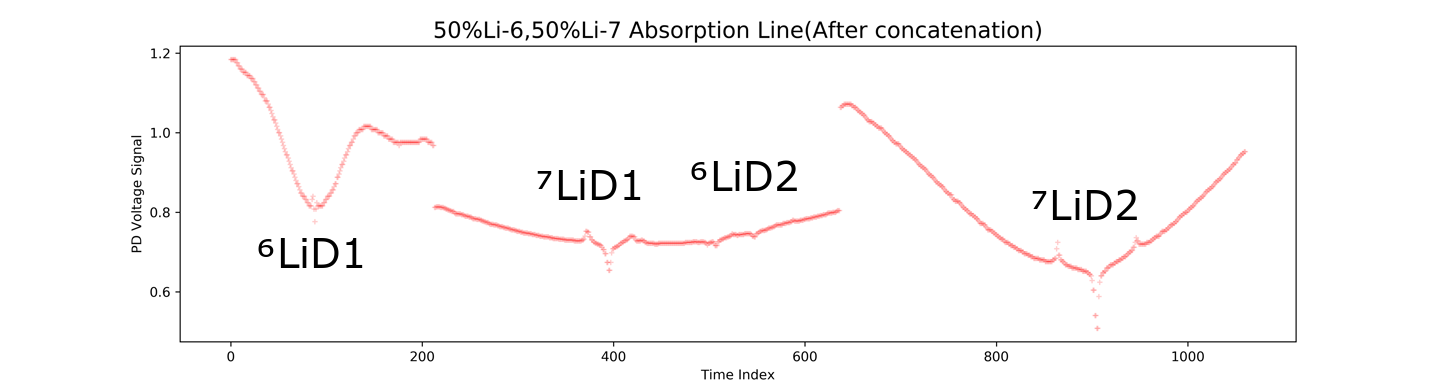 50%Li-6,50%Li-7 Absorption Line(After concatenation)
PD Voltage Signal
1.2
1.0
0.8
0.6
⁶LiD1
⁷LiD1
⁶LiD2
⁷LiD2
0
200
400
600
800
1000
Time Index